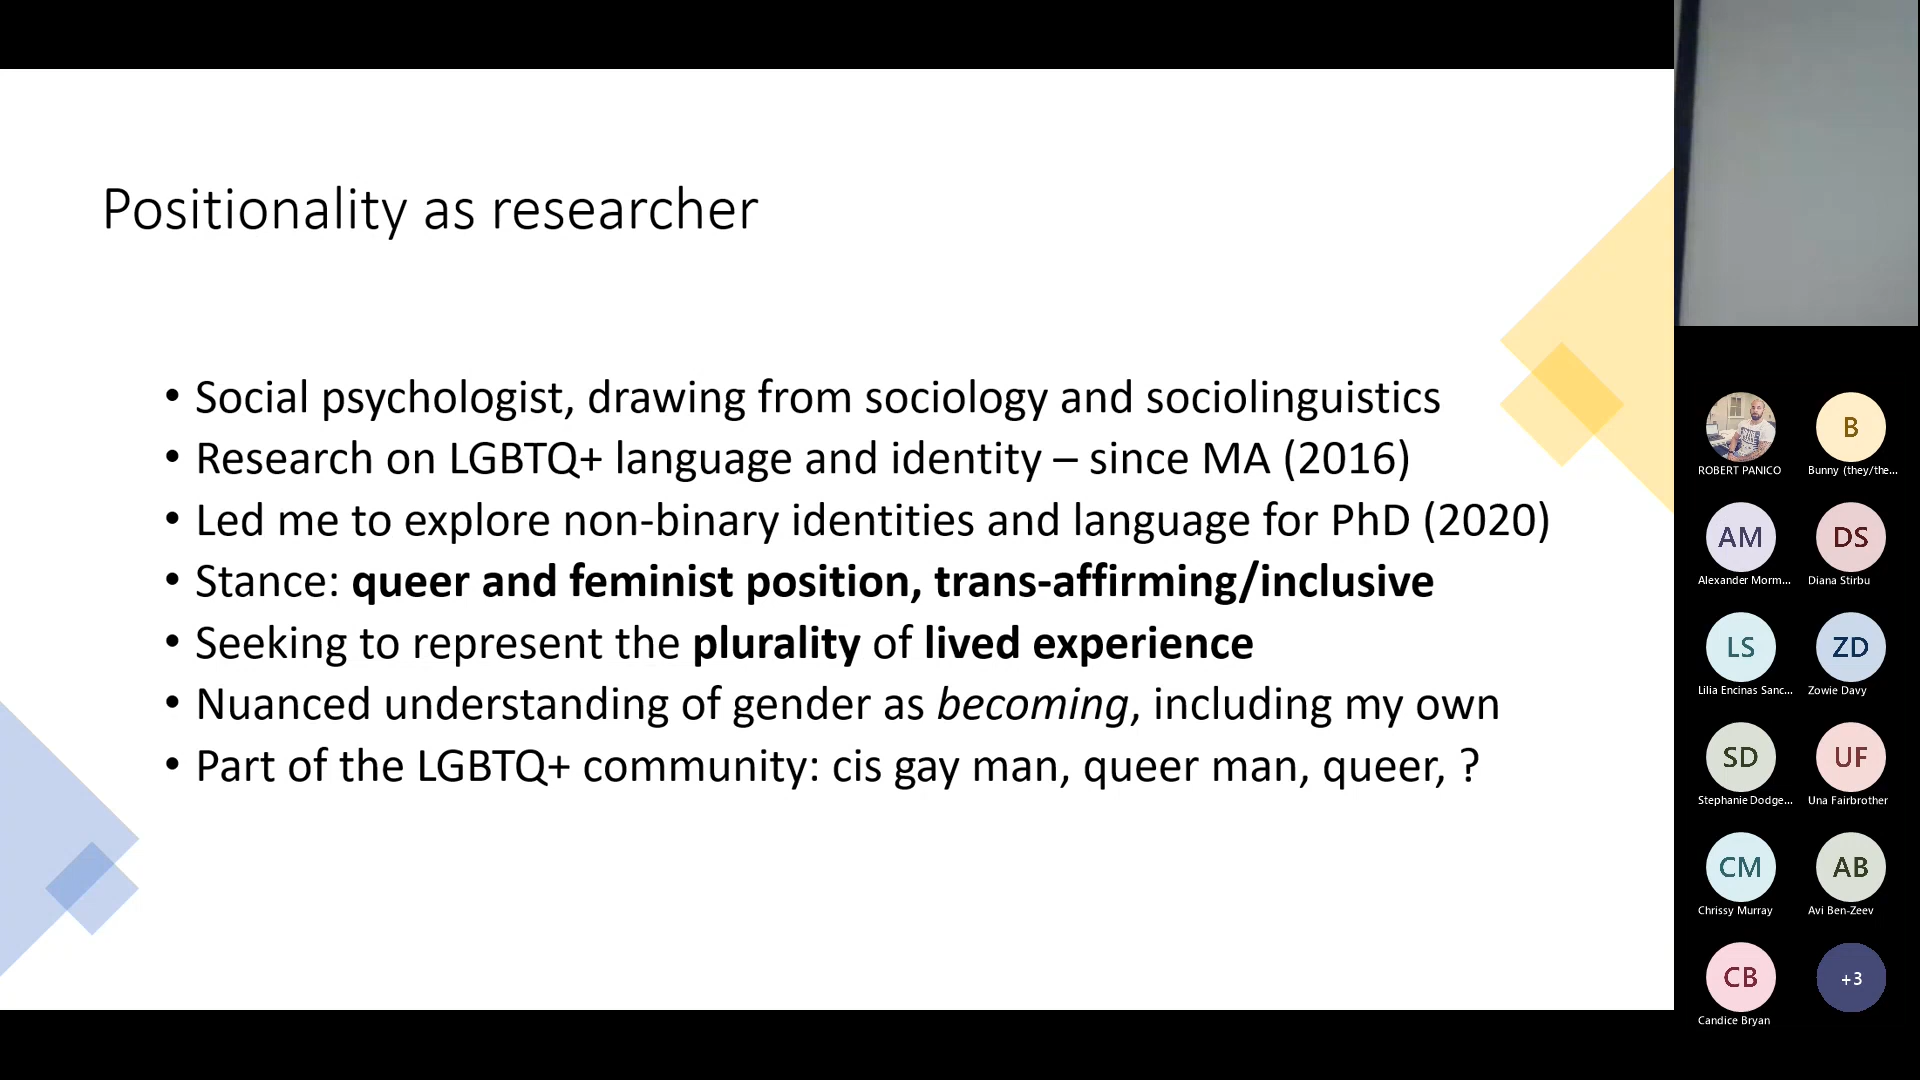 Positionality as researcher
• Social psychologist, drawing from sociology and sociolinguistics
• Research on LGBTQ+ language and identity – since MA (2016)
• Led me to explore non-binary identities and language for PhD (2020)
• Stance: queer and feminist position, trans-affirming/inclusive
• Seeking to represent the plurality of lived experience
• Nuanced understanding of gender as becoming, including my own
• Part of the LGBTQ+ community: cis gay man, queer man, queer, ?
ROBERT PANICO
B
Bunny (they/the...
AM
Alexander Morm...
DS
Diana Stirbu
LS
Lilia Encinas Sanc...
ZD
Zowie Davy
SD
Stephanie Dodge...
UF
Una Fairbrother
CM
Chrissy Murray
AB
Avi Ben-Zeev
CB
Candice Bryan
+3